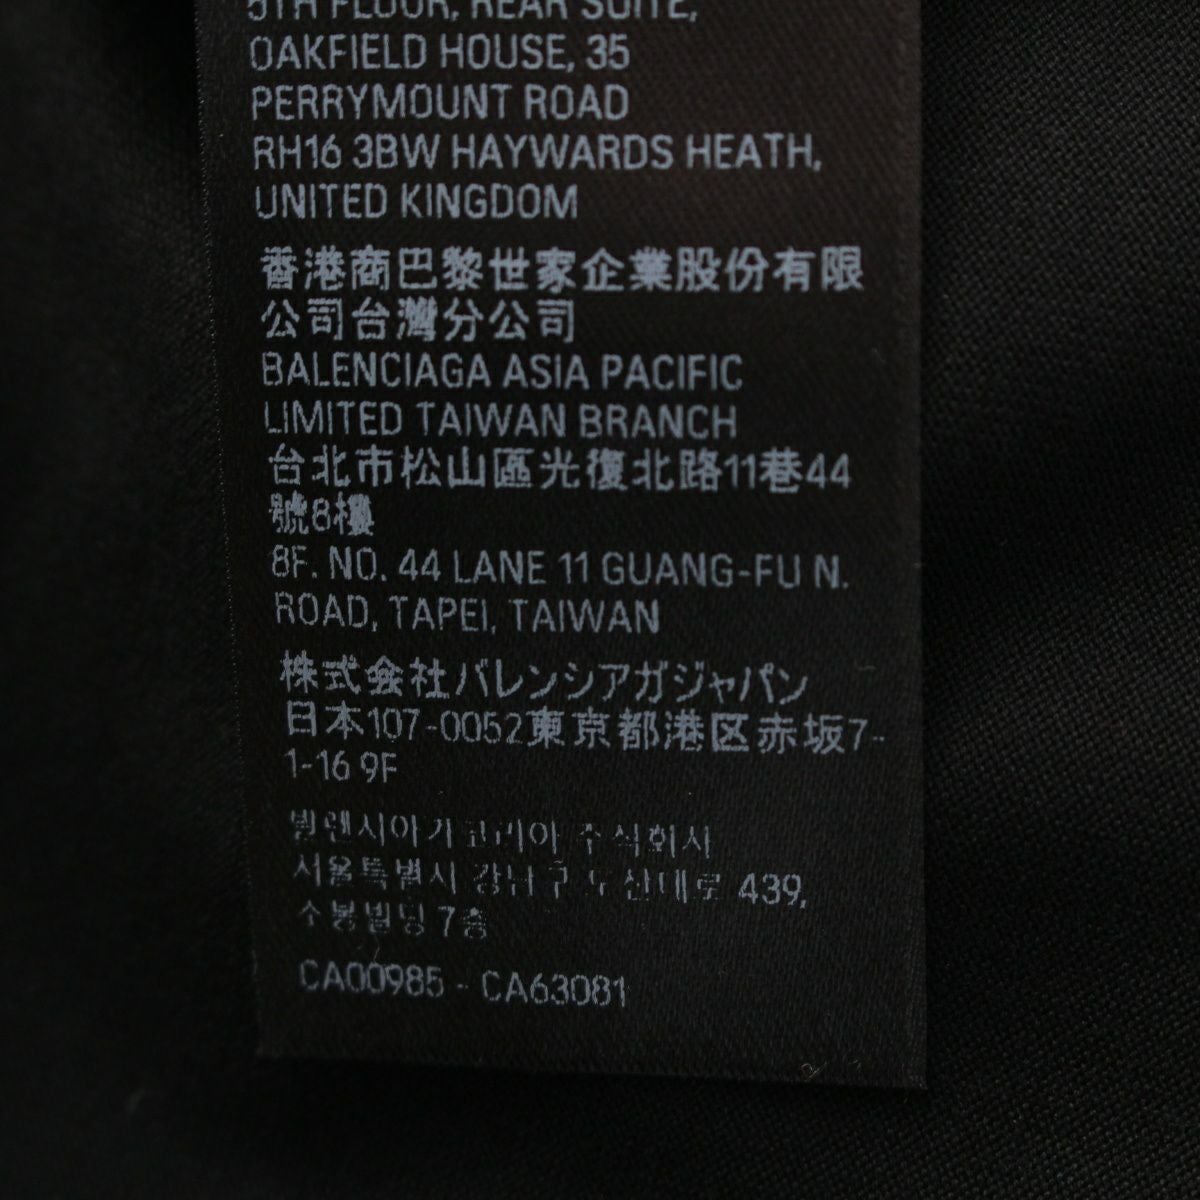 5TH FLOOR, REAR SUITE,
OAKFIELD HOUSE, 35
PERRYMOUNT ROAD
RH16 3BW HAYWARDS HEATH,
UNITED KINGDOM
香港商巴黎世家企業股份有限
公司台灣分公司
BALENCIAGA ASIA PACIFIC
LIMITED TAIWAN BRANCH
台北市松山區光復北路11巷44
號8樓
8F. NO. 44 LANE 11 GUANG-FU N.
ROAD, TAPEI, TAIWAN
株式会社バレンシアガジャパン
日本107-0052東京都港区赤坂7-
1-16 9F
발렌시아가코리아 주식회사
서울특별시 강남구 도산대로 439,
소봉빌딩 7층
CA00985 - CA63081